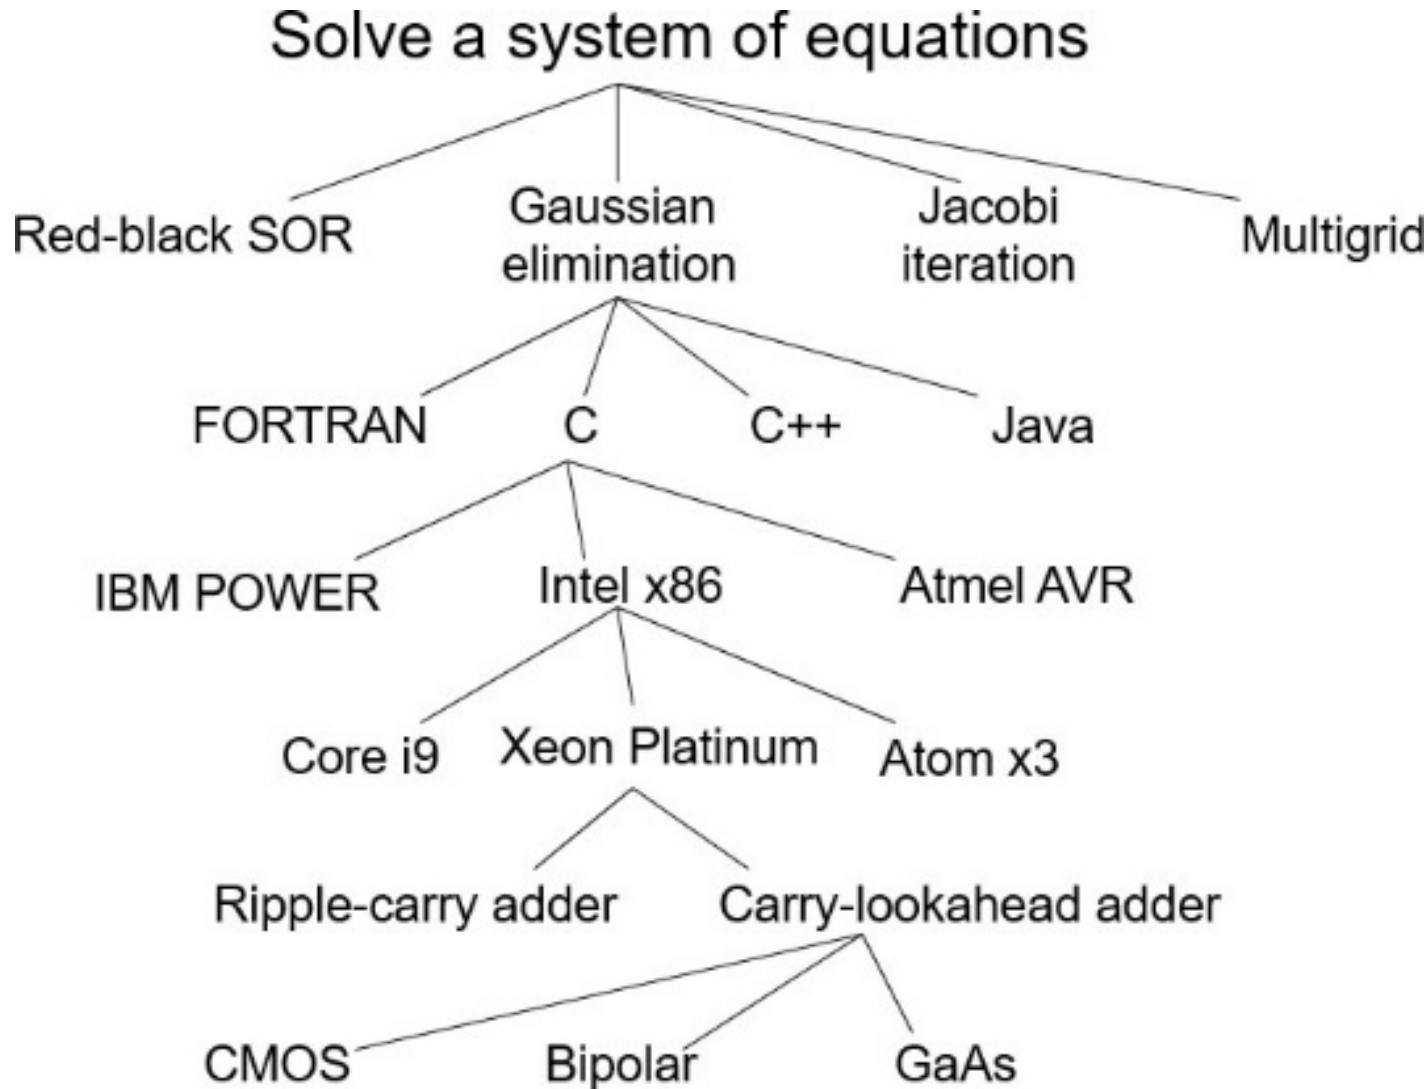 Solve a system of equations
Red-black SOR
Gaussian
elimination
Jacobi
iteration
Multigrid
FORTRAN
C
C++
Java
IBM POWER
Intel x86
Atmel AVR
Core i9
Xeon Platinum
Atom x3
Ripple-carry adder
Carry-lookahead adder
CMOS
Bipolar
GaAs